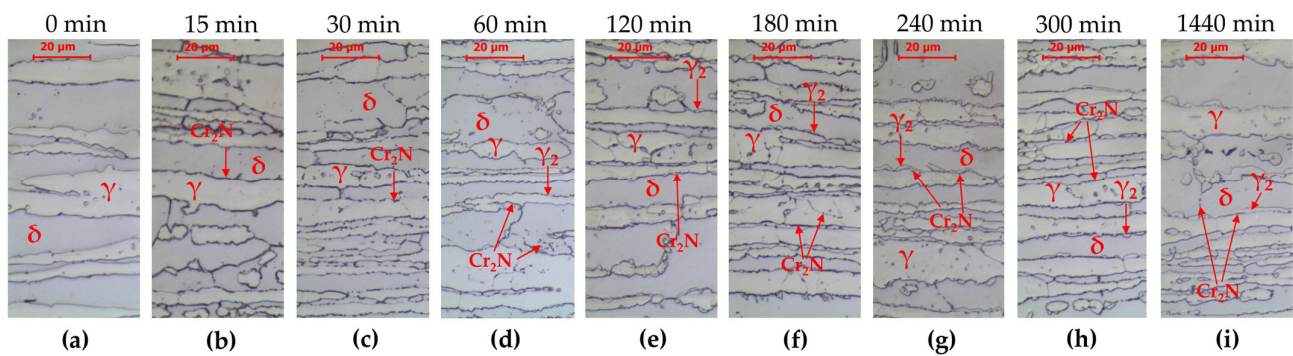 0 min 15 min 30 min 60 min 120 min 180 min 240 min 300 min 1440 min
20 µm 20 µm 20 µm 20 µm 20 µm 20 µm 20 µm 20 µm 20 µm
γ δ
Cr₂N δ γ
δ Cr₂N γ
δ γ γ₂ Cr₂N
γ₂ γ δ Cr₂N
γ₂ δ γ Cr₂N
γ₂ δ Cr₂N γ
Cr₂N γ γ₂ δ
γ γ₂ δ Cr₂N
(a) (b) (c) (d) (e) (f) (g) (h) (i)